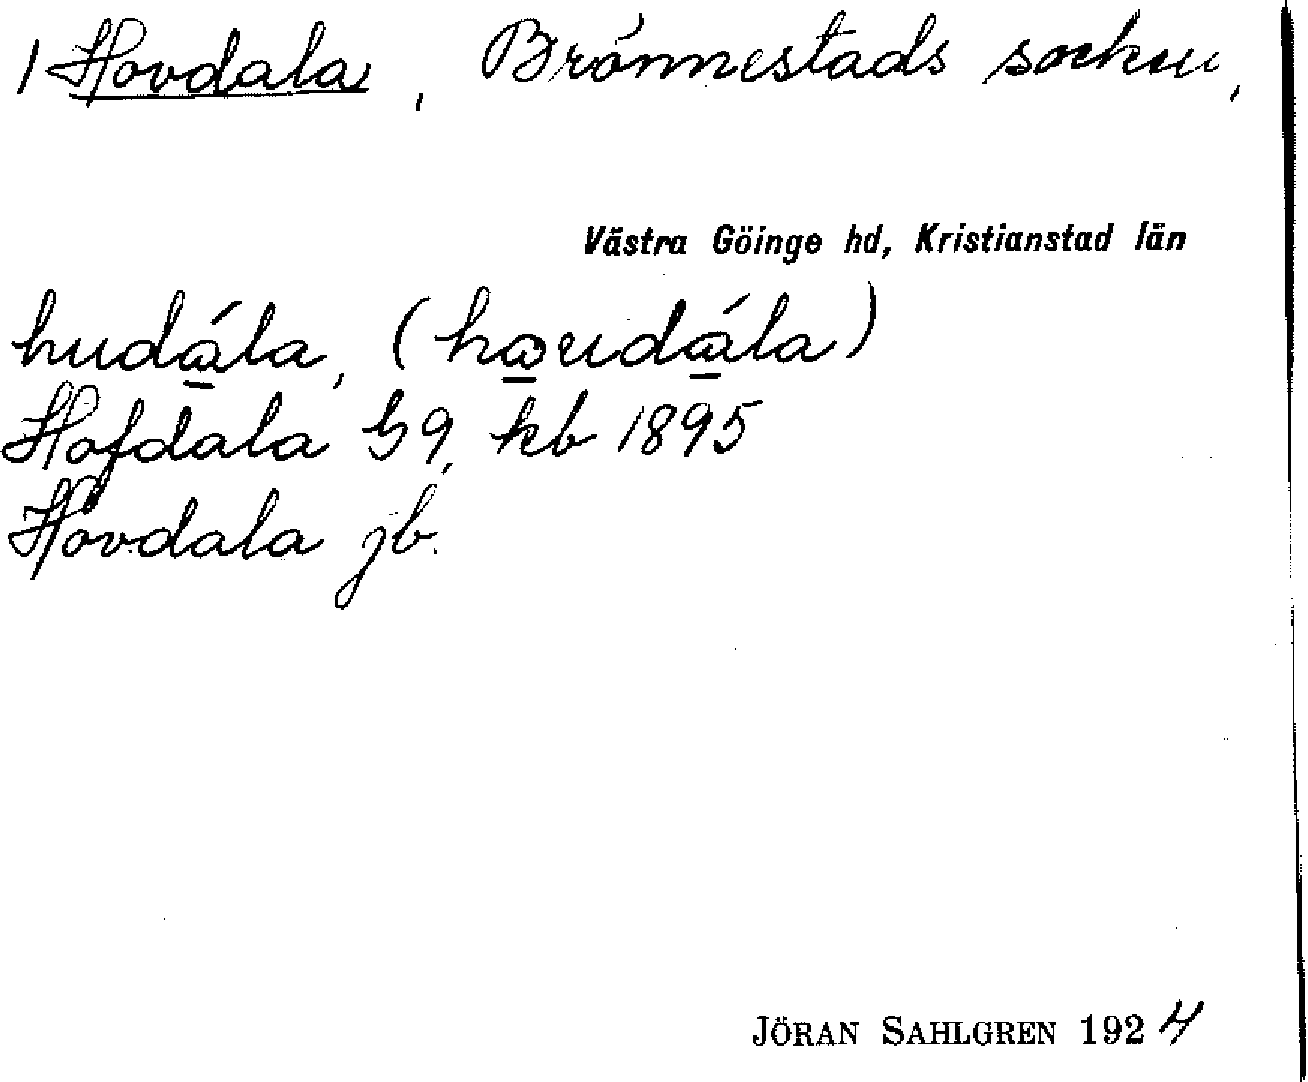 1 Hovdala, Brönnestads socken,
Västra Göinge hd, Kristianstad län
hudála, (haudála)
Hofdala G9, kb 1895
Hovdala jb.
JÖRAN SAHLGREN 1924